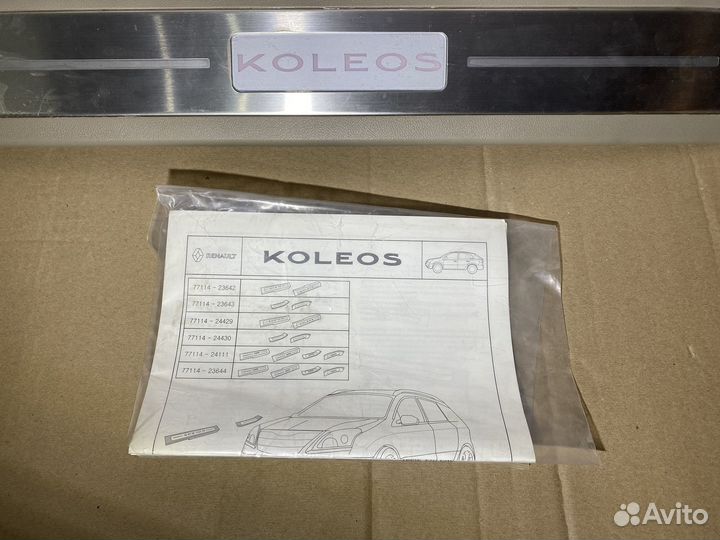 KOLEOS
RENAULT KOLEOS
77114 - 23642
77114 - 23643
77114 - 24429
77114 - 24430
77114 - 24111
77114 - 23644
Avito